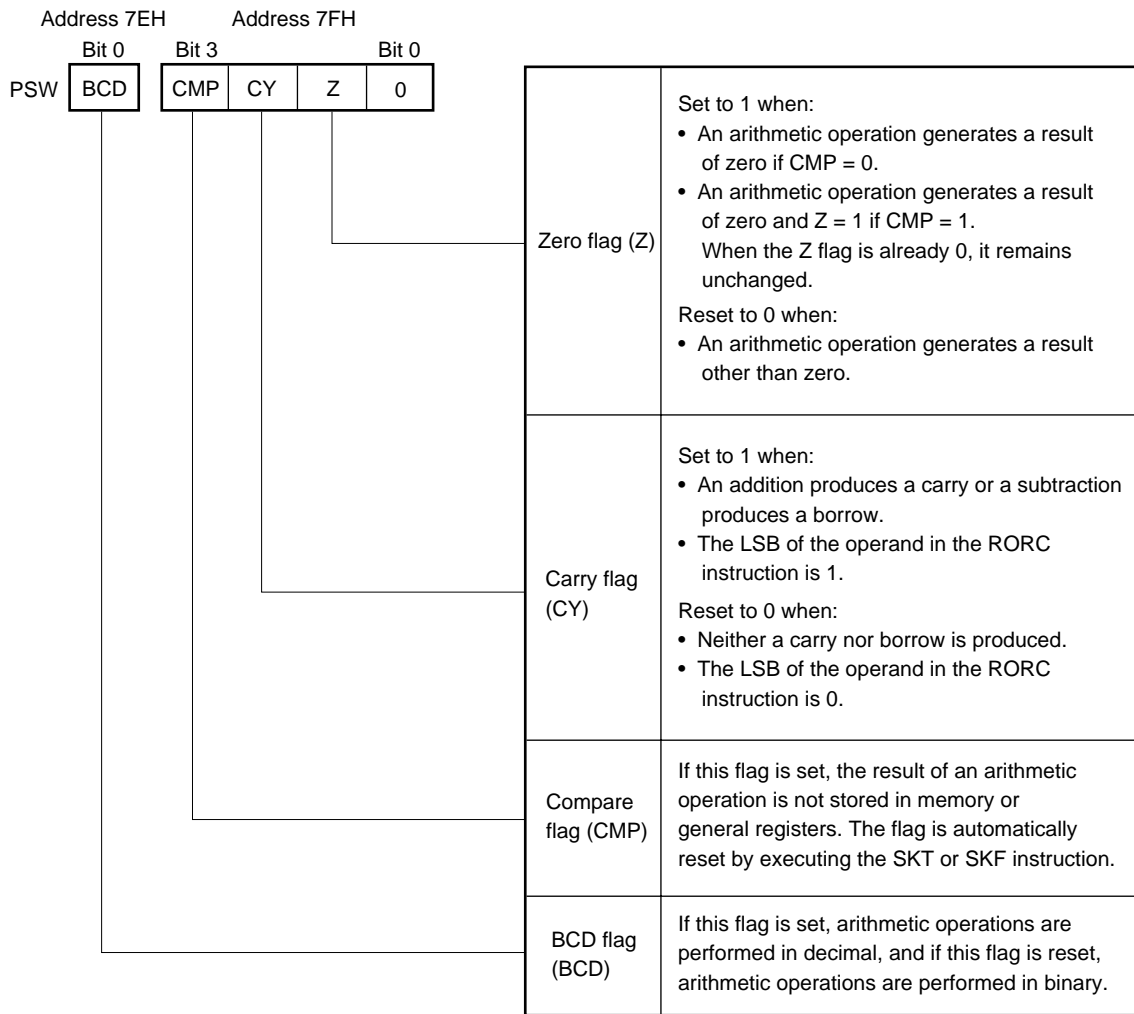 Address 7EH Address 7FH
Bit 0 Bit 3 Bit 0
PSW BCD CMP CY Z 0
Zero flag (Z)
Set to 1 when:
• An arithmetic operation generates a result
of zero if CMP = 0.
• An arithmetic operation generates a result
of zero and Z = 1 if CMP = 1.
When the Z flag is already 0, it remains
unchanged.
Reset to 0 when:
• An arithmetic operation generates a result
other than zero.
Carry flag
(CY)
Set to 1 when:
• An addition produces a carry or a subtraction
produces a borrow.
• The LSB of the operand in the RORC
instruction is 1.
Reset to 0 when:
• Neither a carry nor borrow is produced.
• The LSB of the operand in the RORC
instruction is 0.
Compare
flag (CMP)
If this flag is set, the result of an arithmetic
operation is not stored in memory or
general registers. The flag is automatically
reset by executing the SKT or SKF instruction.
BCD flag
(BCD)
If this flag is set, arithmetic operations are
performed in decimal, and if this flag is reset,
arithmetic operations are performed in binary.